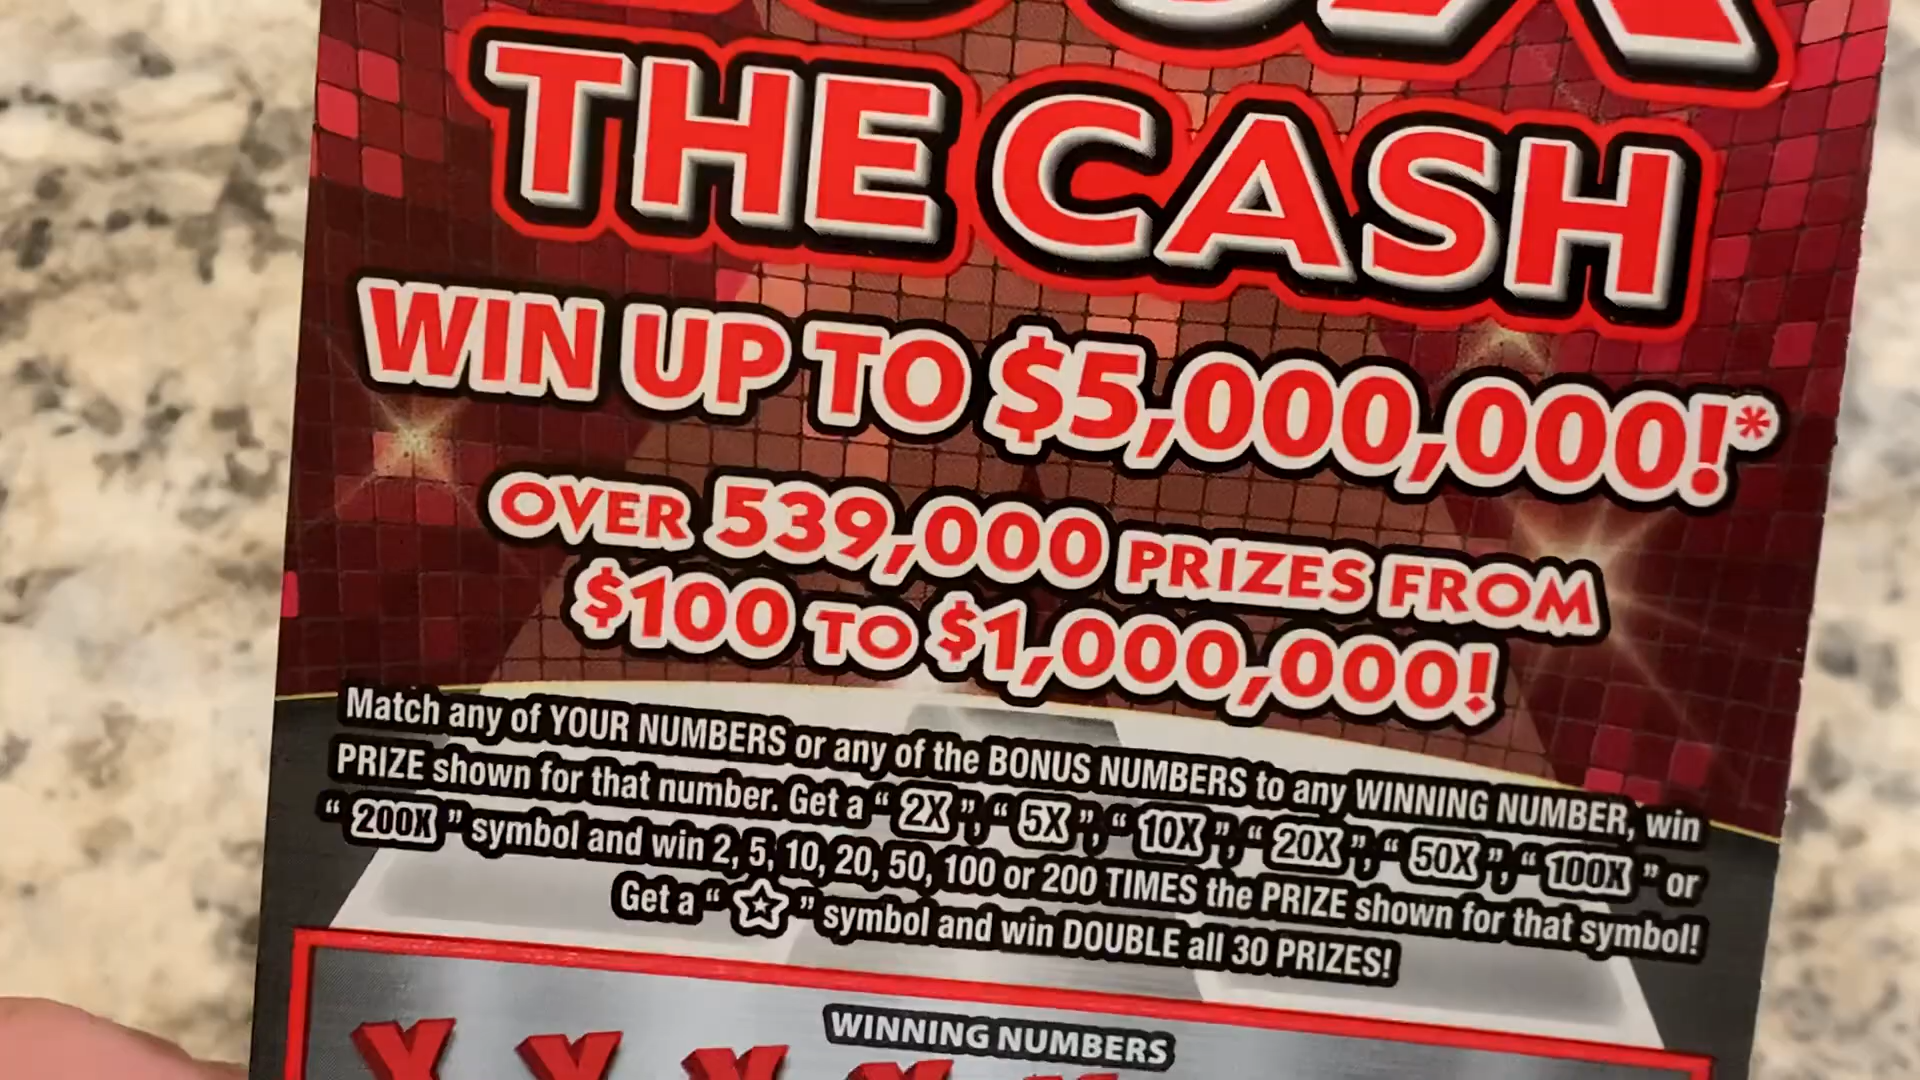 THE CASH
WIN UP TO $5,000,000!*
OVER 539,000 PRIZES FROM
$100 TO $1,000,000!
Match any of YOUR NUMBERS or any of the BONUS NUMBERS to any WINNING NUMBER, win
PRIZE shown for that number. Get a “ 2X ”, “ 5X ”, “ 10X ”, “ 20X ”, “ 50X ”, “ 100X ” or
“ 200X ” symbol and win 2, 5, 10, 20, 50, 100 or 200 TIMES the PRIZE shown for that symbol!
Get a “ ☆ ” symbol and win DOUBLE all 30 PRIZES!
WINNING NUMBERS